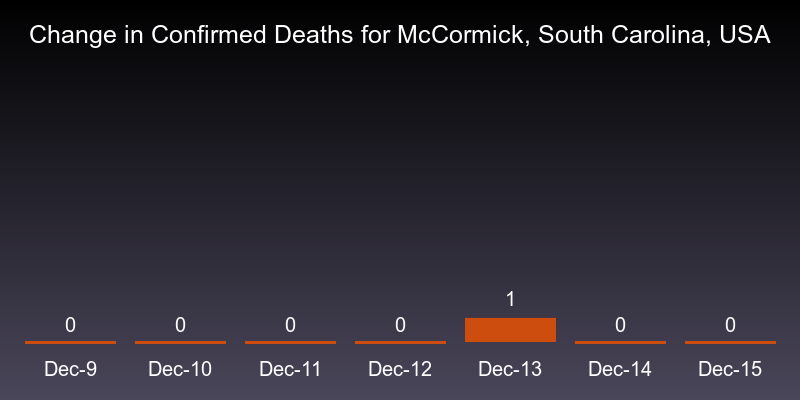 Change in Confirmed Deaths for McCormick, South Carolina, USA
0 0 0 0 1 0 0
Dec-9 Dec-10 Dec-11 Dec-12 Dec-13 Dec-14 Dec-15